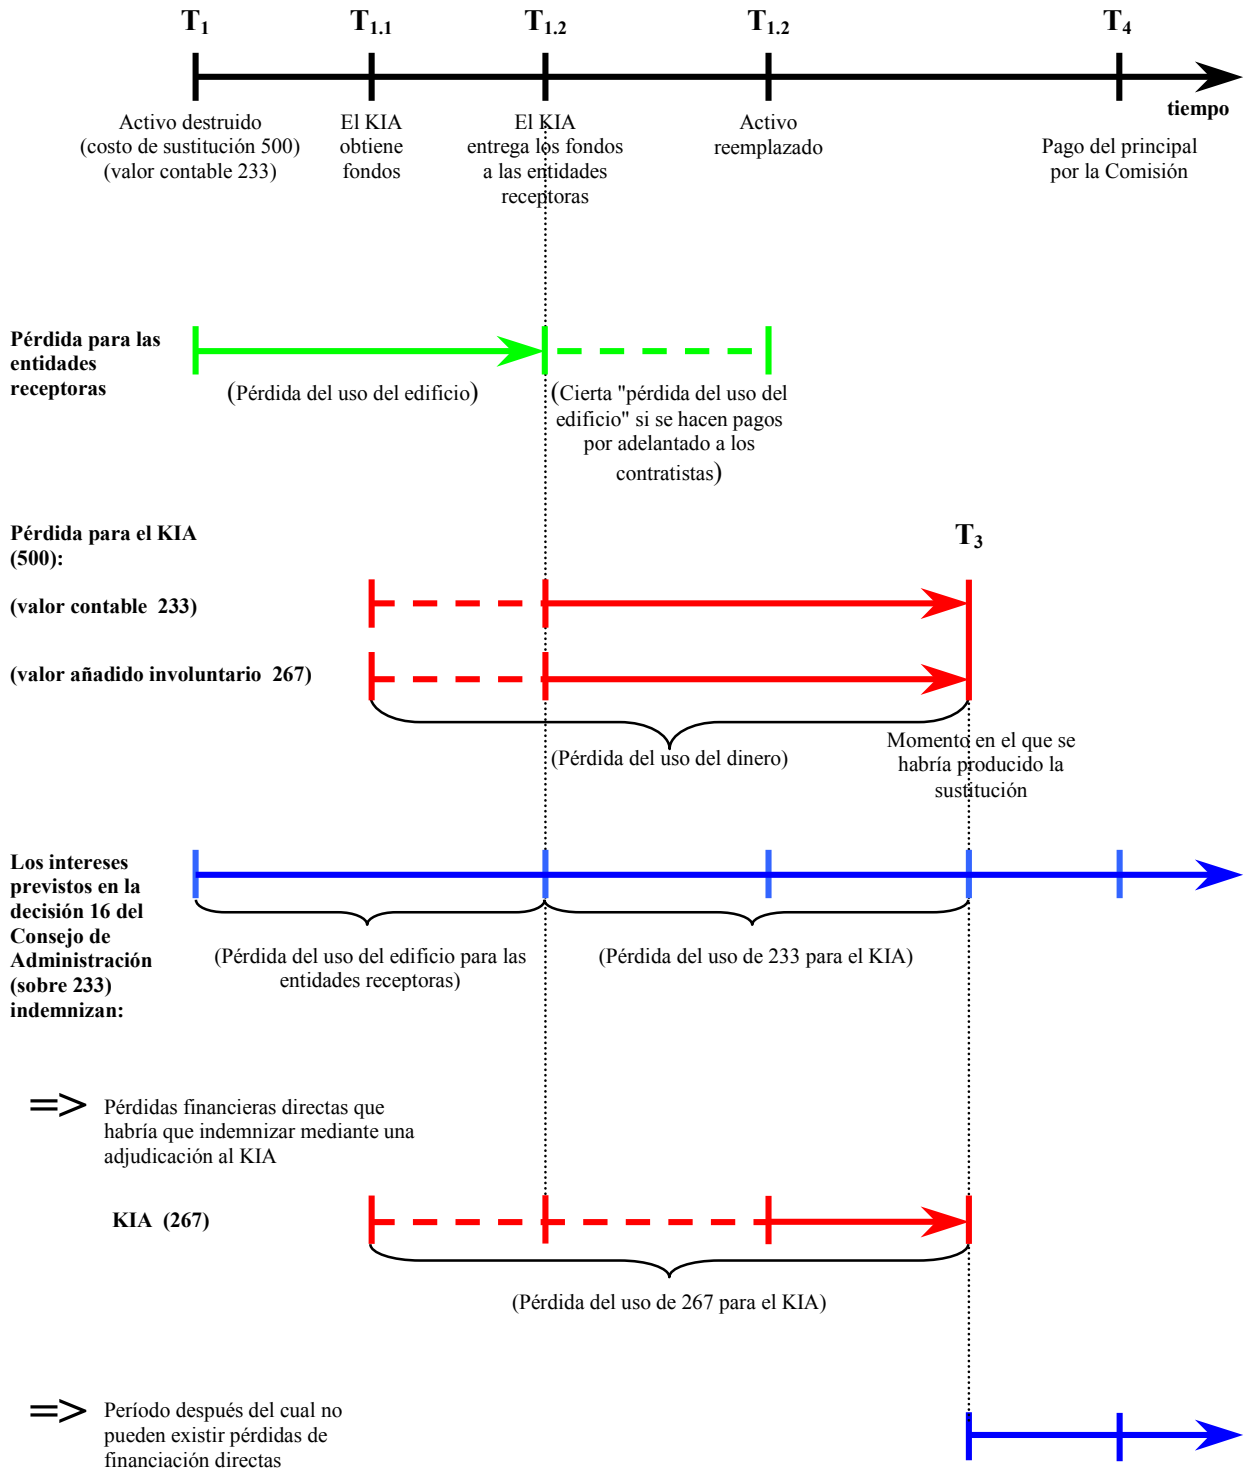 T1 T1.1 T1.2 T1.2 T4
tiempo
Activo destruido
(costo de sustitución 500)
(valor contable 233)
El KIA
obtiene
fondos
El KIA
entrega los fondos
a las entidades
receptoras
Activo
reemplazado
Pago del principal
por la Comisión
Pérdida para las
entidades
receptoras
(Pérdida del uso del edificio)
(Cierta "pérdida del uso del
edificio" si se hacen pagos
por adelantado a los
contratistas)
Pérdida para el KIA
(500):
T3
(valor contable 233)
(valor añadido involuntario 267)
(Pérdida del uso del dinero)
Momento en el que se
habría producido la
sustitución
Los intereses
previstos en la
decisión 16 del
Consejo de
Administración
(sobre 233)
indemnizan:
(Pérdida del uso del edificio para las
entidades receptoras)
(Pérdida del uso de 233 para el KIA)
=> Pérdidas financieras directas que
habría que indemnizar mediante una
adjudicación al KIA
KIA (267)
(Pérdida del uso de 267 para el KIA)
=> Período después del cual no
pueden existir pérdidas de
financiación directas